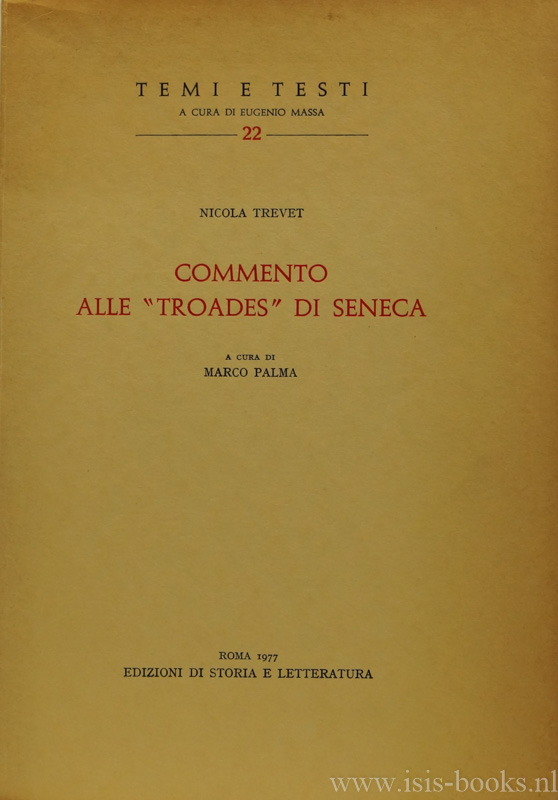 TEMI E TESTI
A CURA DI EUGENIO MASSA
22
NICOLA TREVET
COMMENTO
ALLE "TROADES" DI SENECA
A CURA DI
MARCO PALMA
ROMA 1977
EDIZIONI DI STORIA E LETTERATURA
www.isis-books.nl